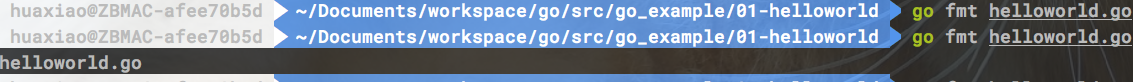 huaxiao@ZBMAC-afee70b5d ~/Documents/workspace/go/src/go_example/01-helloworld go fmt helloworld.go
huaxiao@ZBMAC-afee70b5d ~/Documents/workspace/go/src/go_example/01-helloworld go fmt helloworld.go
helloworld.go